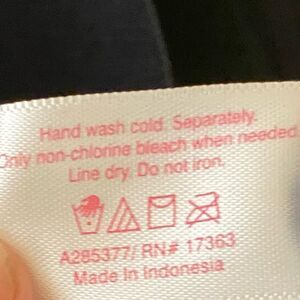 Hand wash cold. Separately.
Only non-chlorine bleach when needed.
Line dry. Do not iron.
A285377/ RN# 17363
Made In Indonesia